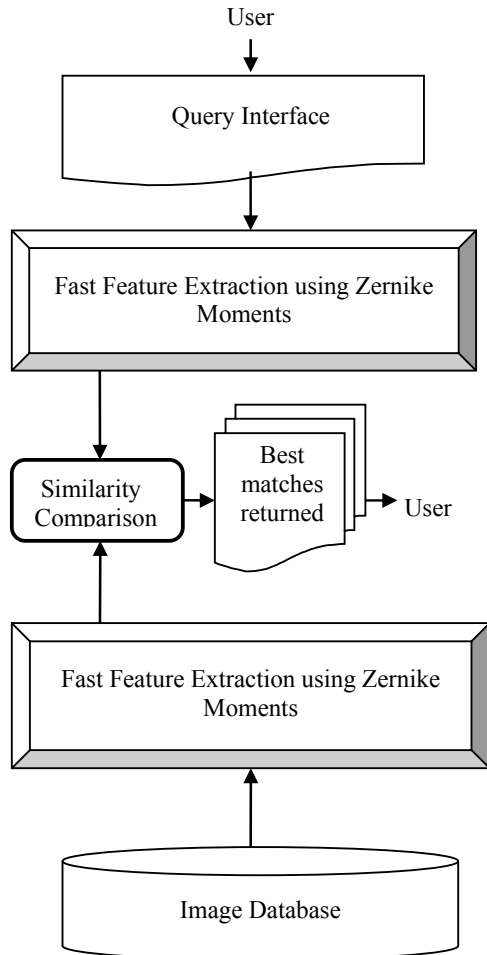 User
Query Interface
Fast Feature Extraction using Zernike
Moments
Best
matches
returned
Similarity
Comparison
User
Fast Feature Extraction using Zernike
Moments
Image Database